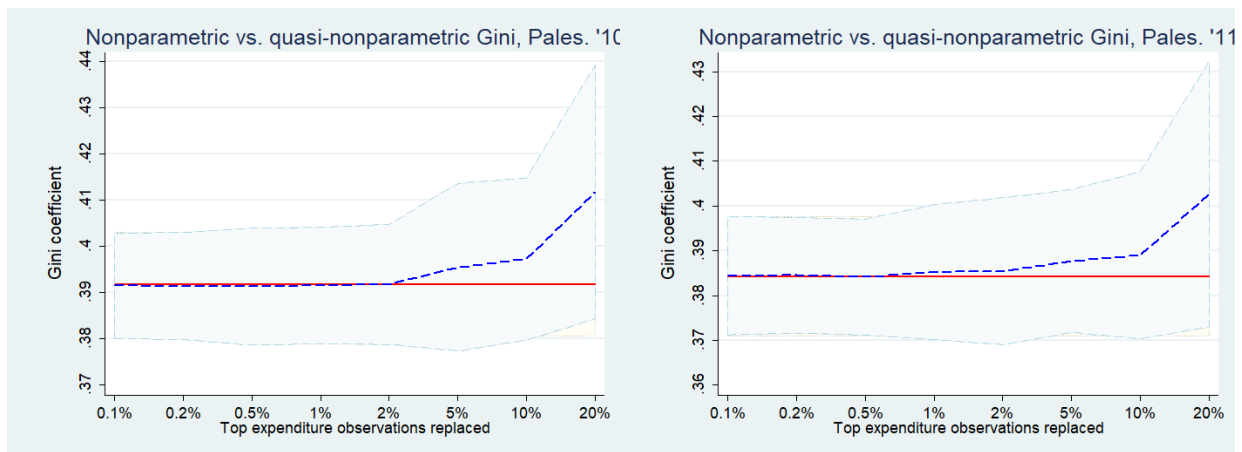 Nonparametric vs. quasi-nonparametric Gini, Pales. '10
.44
.43
.42
.41
.4
.39
.38
.37
Gini coefficient
0.1% 0.2% 0.5% 1% 2% 5% 10% 20%
Top expenditure observations replaced
Nonparametric vs. quasi-nonparametric Gini, Pales. '11
.43
.42
.41
.4
.39
.38
.37
.36
Gini coefficient
0.1% 0.2% 0.5% 1% 2% 5% 10% 20%
Top expenditure observations replaced